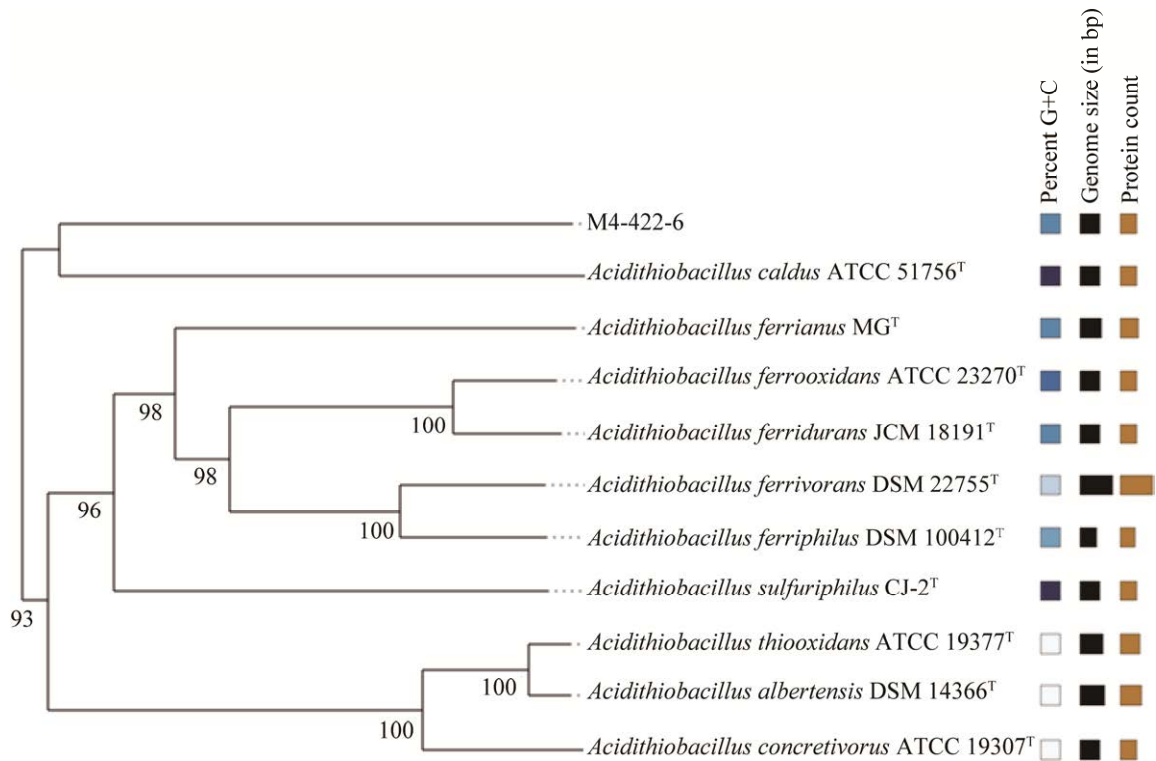 Percent G+C
Genome size (in bp)
Protein count
M4-422-6
Acidithiobacillus caldus ATCC 51756ᵀ
Acidithiobacillus ferrianus MGᵀ
98
Acidithiobacillus ferrooxidans ATCC 23270ᵀ
100
Acidithiobacillus ferridurans JCM 18191ᵀ
98
Acidithiobacillus ferrivorans DSM 22755ᵀ
96
100
Acidithiobacillus ferriphilus DSM 100412ᵀ
Acidithiobacillus sulfuriphilus CJ-2ᵀ
93
Acidithiobacillus thiooxidans ATCC 19377ᵀ
100
Acidithiobacillus albertensis DSM 14366ᵀ
100
Acidithiobacillus concretivorus ATCC 19307ᵀ